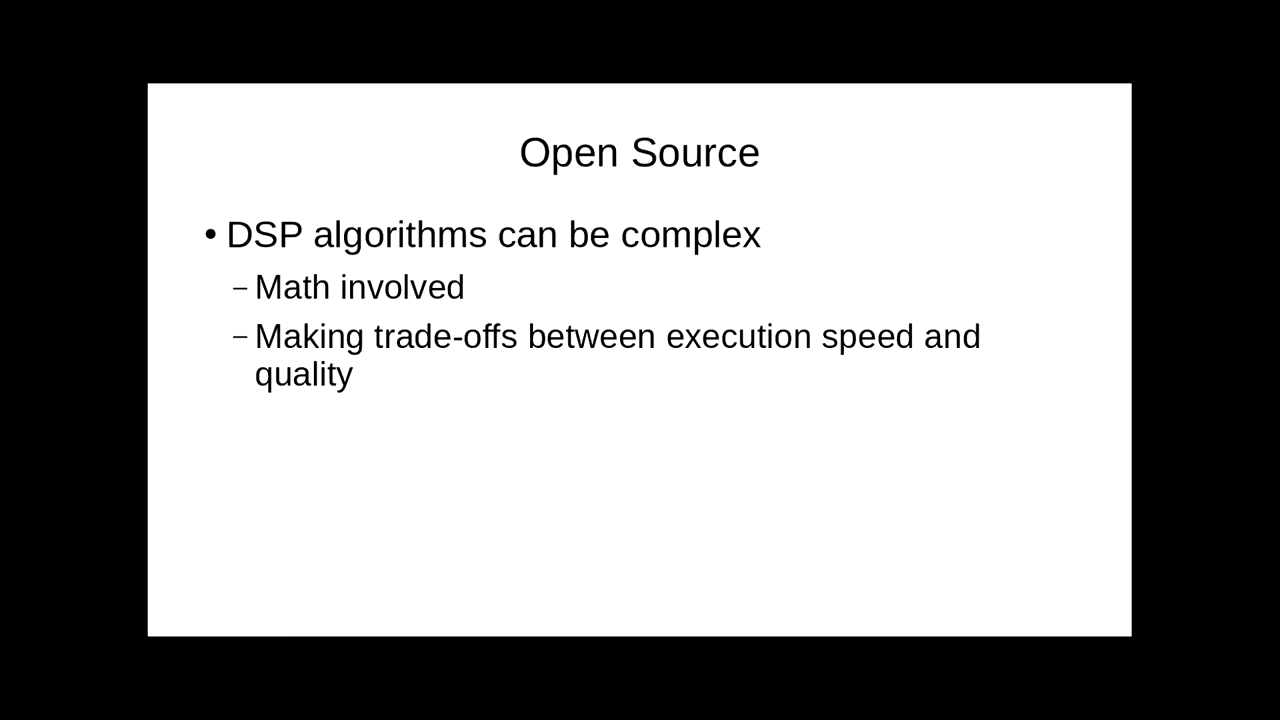 Open Source
• DSP algorithms can be complex
– Math involved
– Making trade-offs between execution speed and
quality